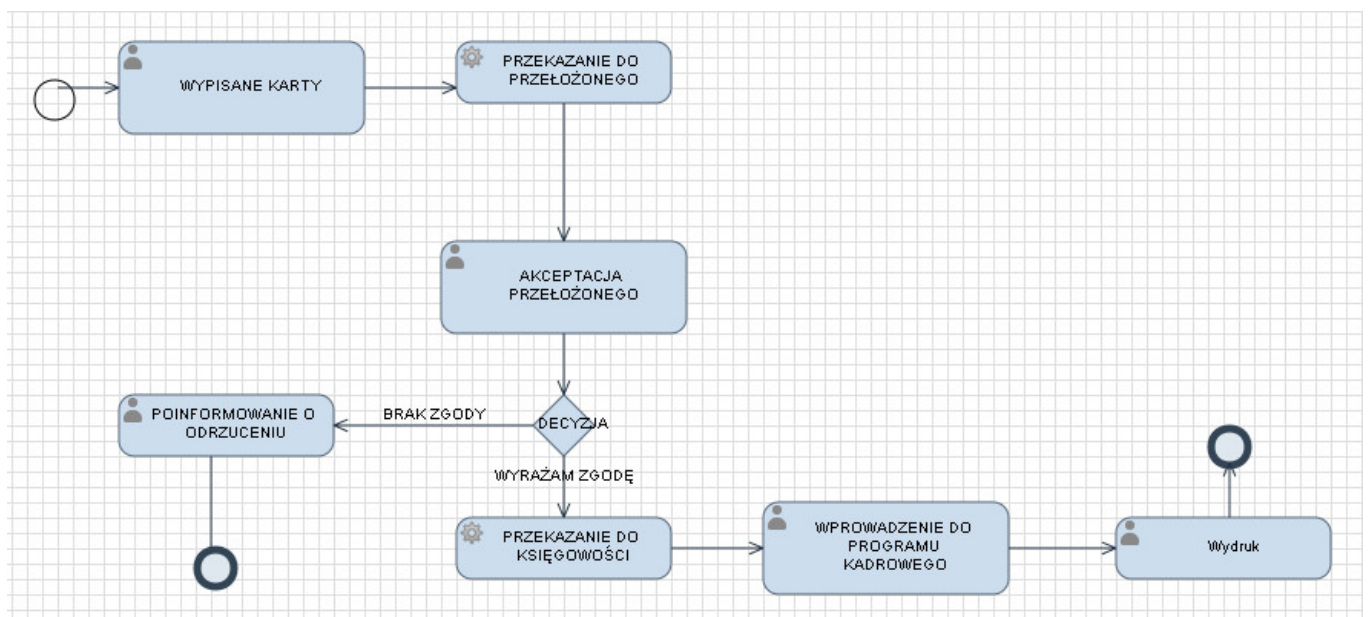 WYPISANE KARTY
PRZEKAZANIE DO
PRZEŁOŻONEGO
AKCEPTACJA
PRZEŁOŻONEGO
POINFORMOWANIE O
ODRZUCENIU
BRAK ZGODY
DECYZJA
WYRAŻAM ZGODĘ
PRZEKAZANIE DO
KSIĘGOWOŚCI
WPROWADZENIE DO
PROGRAMU
KADROWEGO
Wydruk